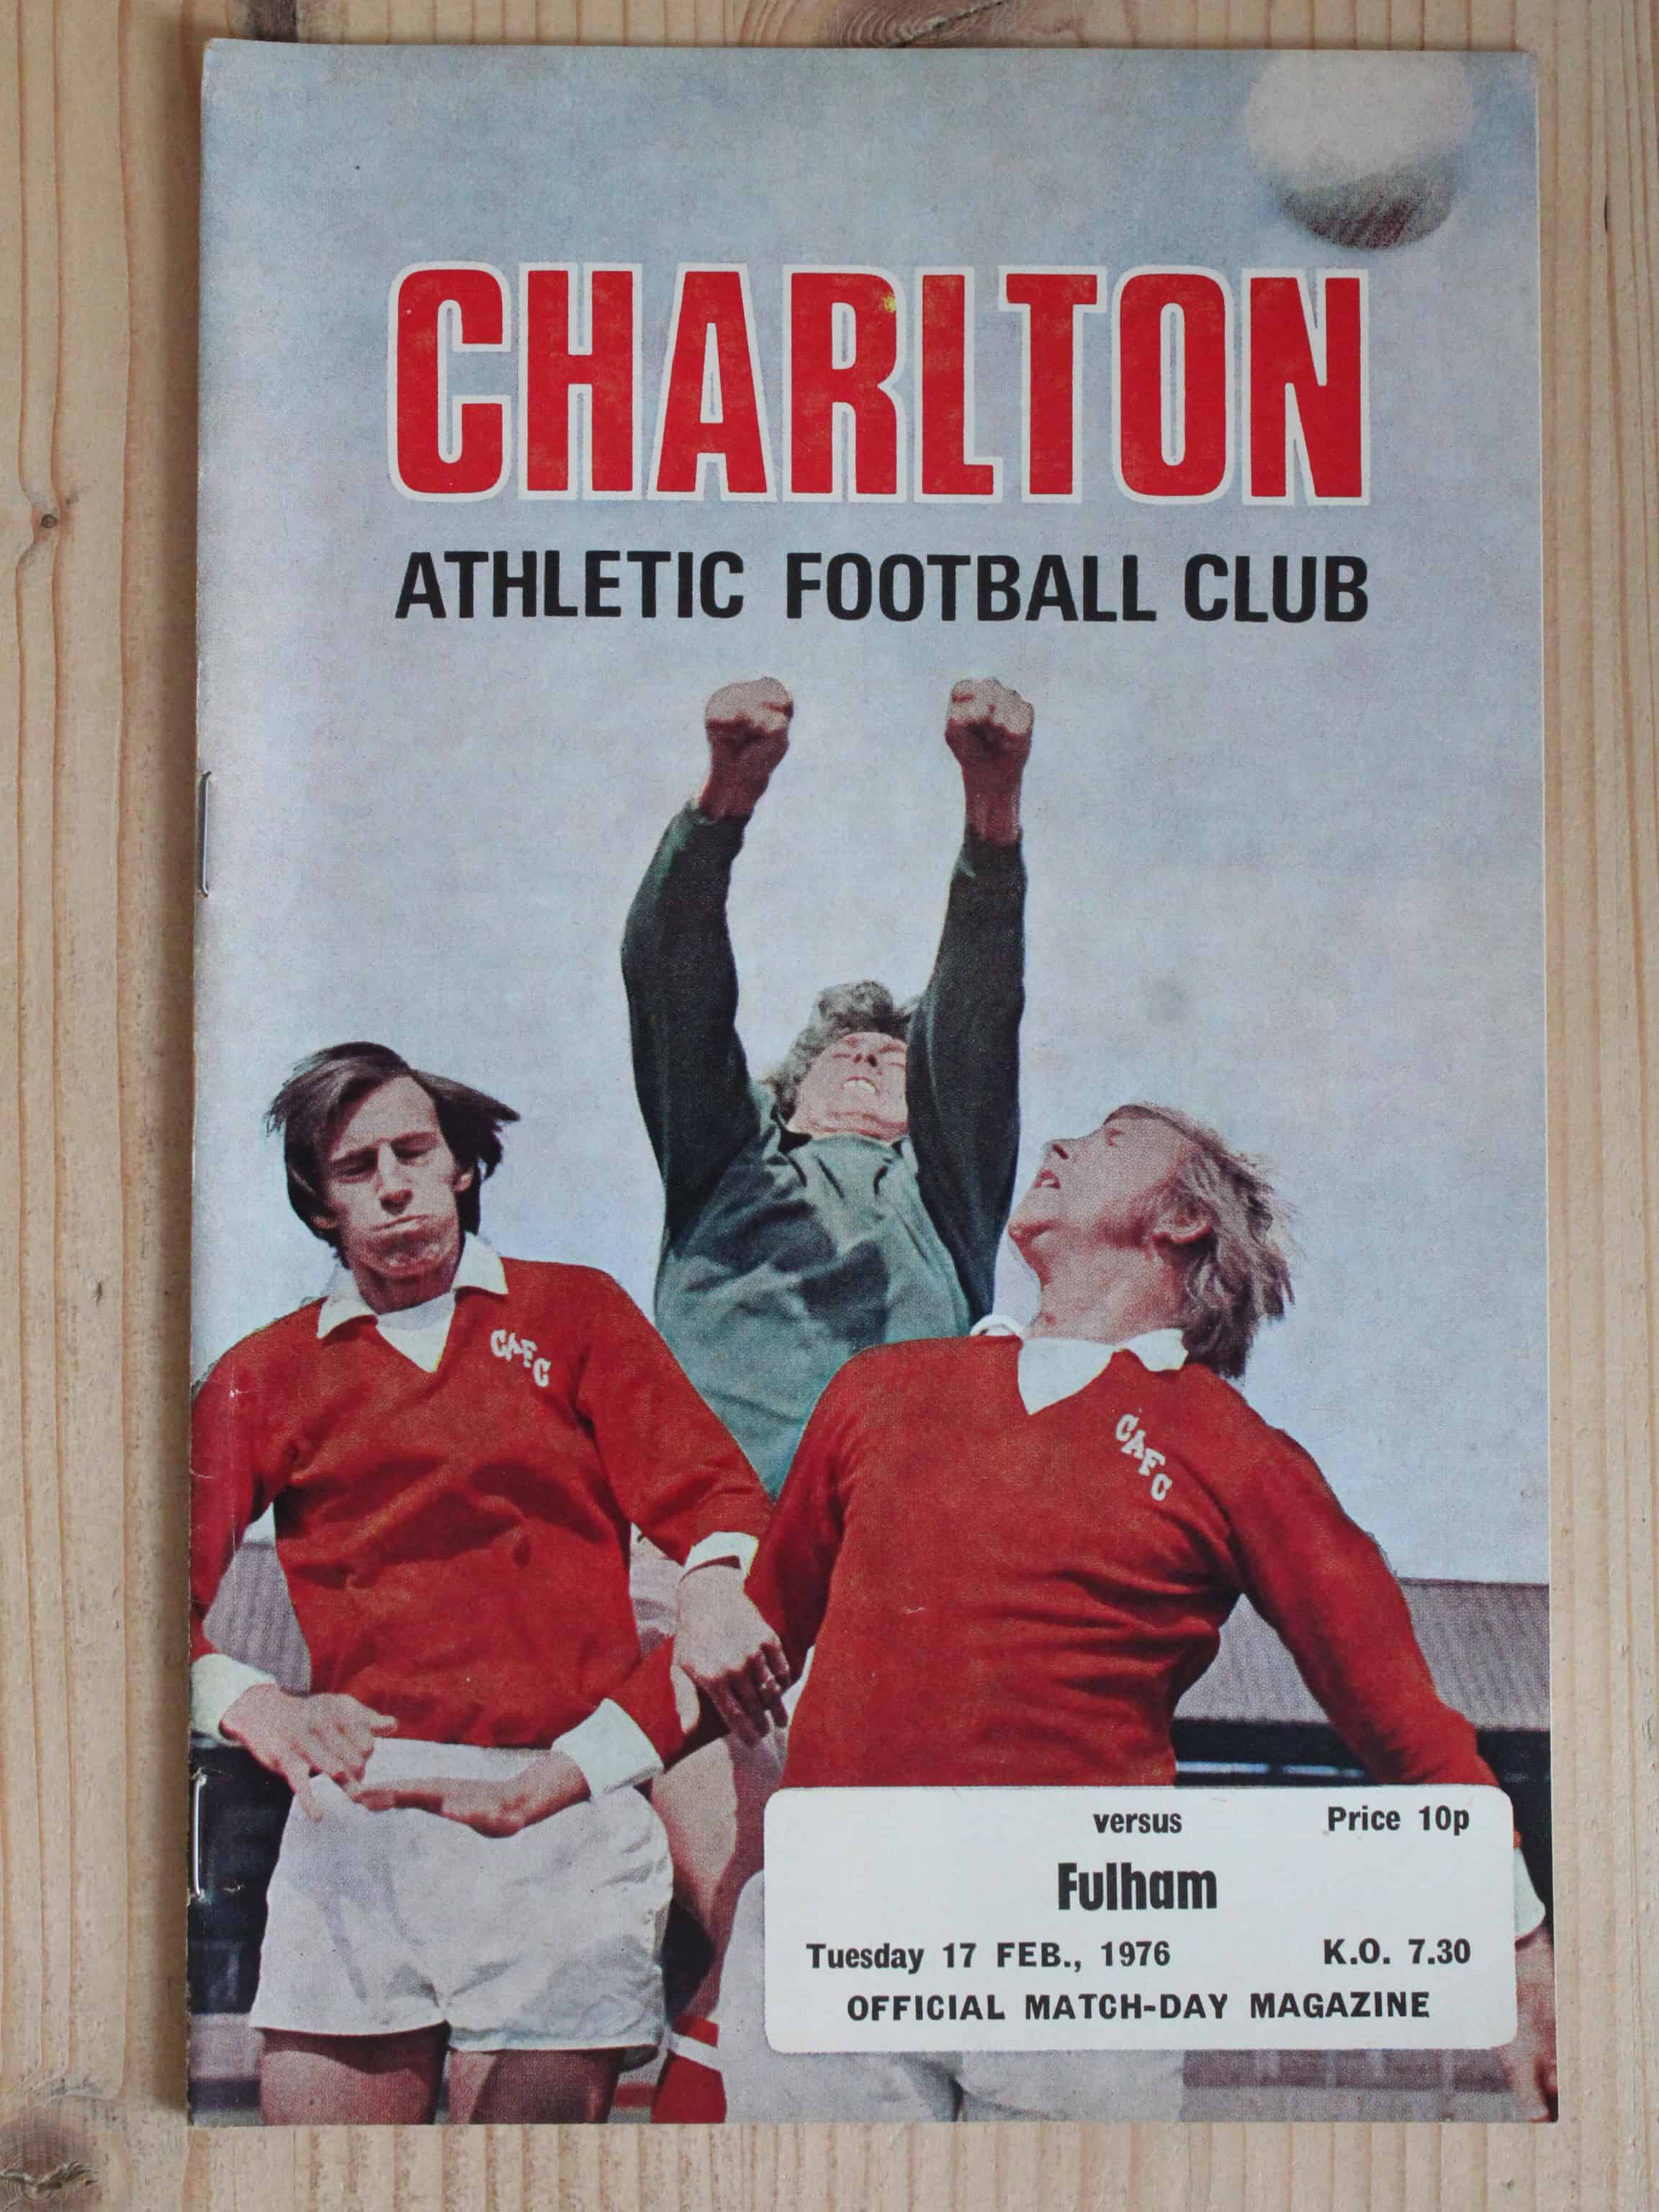 CHARLTON
ATHLETIC FOOTBALL CLUB
CAFC
CAFC
versus Price 10p
Fulham
Tuesday 17 FEB., 1976 K.O. 7.30
OFFICIAL MATCH-DAY MAGAZINE